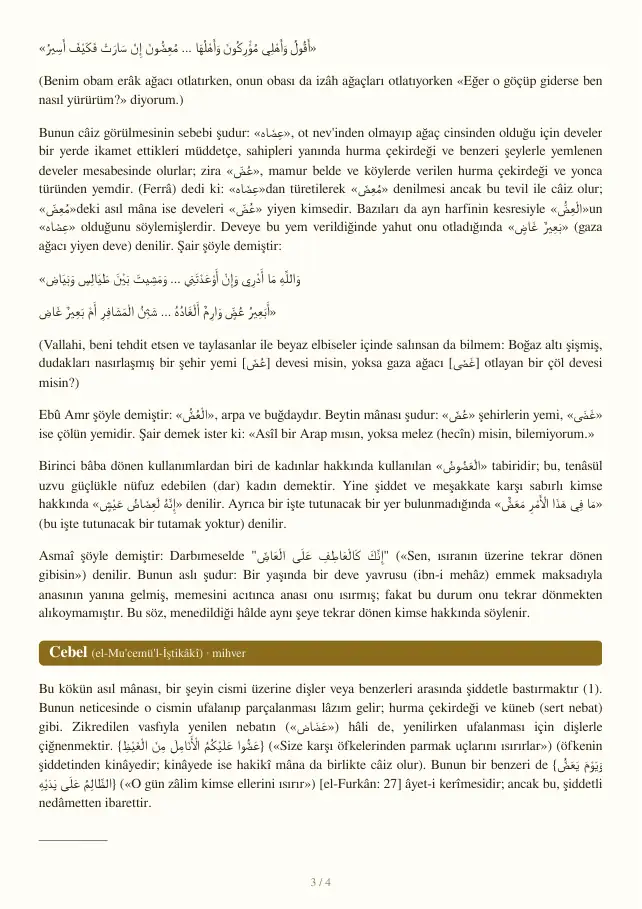 «أَقُولُ وَأَهْلِي مُؤْرِكُونَ وَأَهْلُهَا ... مُعِضُّونَ إِنْ سَارَتْ فَكَيْفَ أَسِيرُ»
(Benim obam erâk ağacı otlatırken, onun obası da izâh ağaçları otlatıyorken «Eğer o göçüp giderse ben
nasıl yürürüm?» diyorum.)
Bunun câiz görülmesinin sebebi şudur: «عِضَاه», ot nev'inden olmayıp ağaç cinsinden olduğu için develer
bir yerde ikamet ettikleri müddetçe, sahipleri yanında hurma çekirdeği ve benzeri şeylerle yemlenen
develer mesabesinde olurlar; zira «عُضّ», mamur belde ve köylerde verilen hurma çekirdeği ve yonca
türünden yemdir. (Ferrâ) dedi ki: «عِضَاه»dan türetilerek «مُعِضّ» denilmesi ancak bu tevil ile câiz olur;
«مُعِضّ»deki asıl mâna ise develeri «عُضّ» yiyen kimsedir. Bazıları da ayn harfinin kesresiyle «الْعِضُّ»un
«عِضَاه» olduğunu söylemişlerdir. Deveye bu yem verildiğinde yahut onu otladığında «بَعِيرٌ غَاضٍ» (gaza
ağacı yiyen deve) denilir. Şair şöyle demiştir:
«وَاللَّهِ مَا أَدْرِي وَإِنْ أَوْعَدْتَنِي ... وَمَشَيْتَ بَيْنَ طَيَالِسٍ وَبَيَاضِ
أَبَعِيرُ عُضٍّ وَارِمٌ أَلْغَادُهُ ... شَثِنُ الْمَشَافِرِ أَمْ بَعِيرٌ غَاضِ»
(Vallahi, beni tehdit etsen ve taylasanlar ile beyaz elbiseler içinde salınsan da bilmem: Boğaz altı şişmiş,
dudakları nasırlaşmış bir şehir yemi [عُضّ] devesi misin, yoksa gaza ağacı [غَضًى] otlayan bir çöl devesi
misin?)
Ebû Amr şöyle demiştir: «الْعُضُّ», arpa ve buğdaydır. Beytin mânası şudur: «عُضّ» şehirlerin yemi, «غَضًى»
ise çölün yemidir. Şair demek ister ki: «Asîl bir Arap mısın, yoksa melez (hecîn) misin, bilemiyorum.»
Birinci bâba dönen kullanımlardan biri de kadınlar hakkında kullanılan «الْعَضُوضُ» tabiridir; bu, tenâsül
uzvu güçlükle nüfuz edebilen (dar) kadın demektir. Yine şiddet ve meşakkate karşı sabırlı kimse
hakkında «إِنَّهُ لَعِضَاضُ عَيْشٍ» denilir. Ayrıca bir işte tutunacak bir yer bulunmadığında «مَا فِي هَذَا الْأَمْرِ مَعَضٌّ»
(bu işte tutunacak bir tutamak yoktur) denilir.
Asmaî şöyle demiştir: Darbımeselde "إِنَّكَ كَالْعَاطِفِ عَلَى الْعَاضِّ" («Sen, ısıranın üzerine tekrar dönen
gibisin») denilir. Bunun aslı şudur: Bir yaşında bir deve yavrusu (ibn-i mehâz) emmek maksadıyla
anasının yanına gelmiş, memesini acıtınca anası onu ısırmış; fakat bu durum onu tekrar dönmekten
alıkoymamıştır. Bu söz, menedildiği hâlde aynı şeye tekrar dönen kimse hakkında söylenir.
Cebel (el-Mu'cemü'l-İştikâkî) · mihver
Bu kökün asıl mânası, bir şeyin cismi üzerine dişler veya benzerleri arasında şiddetle bastırmaktır (1).
Bunun neticesinde o cismin ufalanıp parçalanması lâzım gelir; hurma çekirdeği ve küneb (sert nebat)
gibi. Zikredilen vasfıyla yenilen nebatın («عَضَاض») hâli de, yenilirken ufalanması için dişlerle
çiğnenmektir. {عَضُّوا عَلَيْكُمُ الْأَنَامِلَ مِنَ الْغَيْظِ} («Size karşı öfkelerinden parmak uçlarını ısırırlar») (öfkenin
şiddetinden kinâyedir; kinâyede ise hakikî mâna da birlikte câiz olur). Bunun bir benzeri de {وَيَوْمَ يَعَضُّ
الظَّالِمُ عَلَى يَدَيْهِ} («O gün zâlim kimse ellerini ısırır») [el-Furkân: 27] âyet-i kerîmesidir; ancak bu, şiddetli
nedâmetten ibarettir.
3 / 4